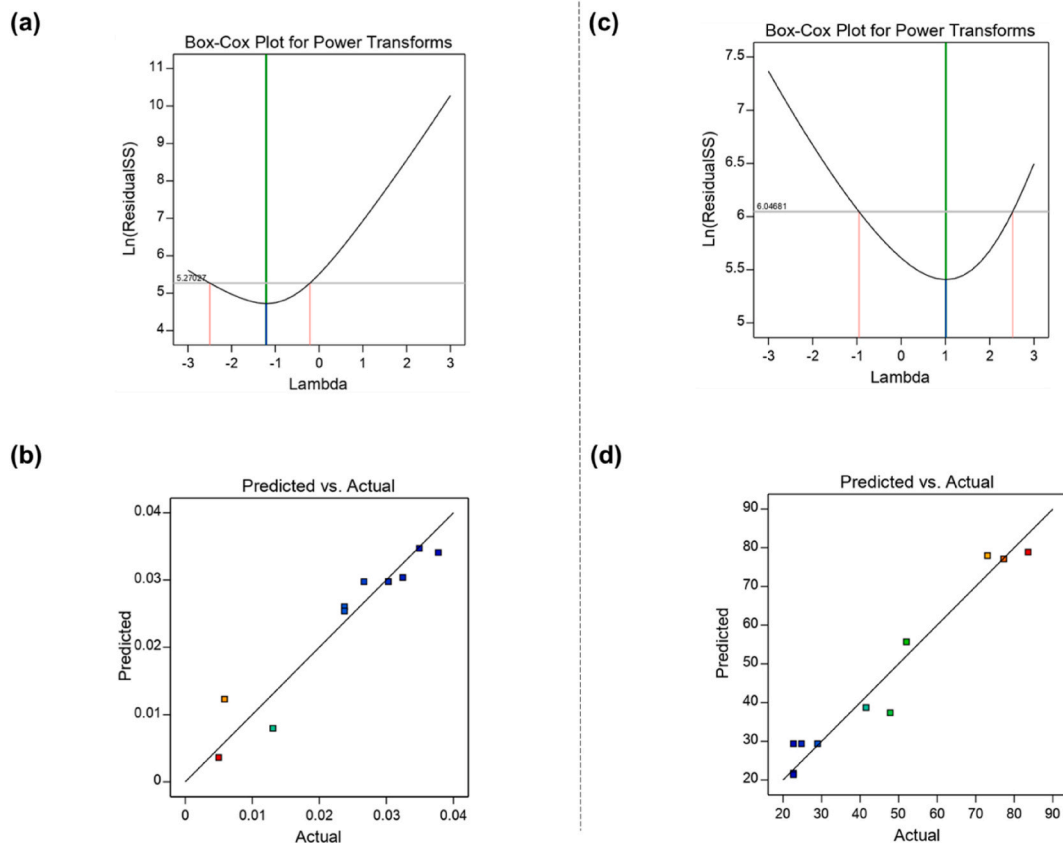 (a)
Box-Cox Plot for Power Transforms
11
10
9
8
7
6
5
4
5.27027
Ln(ResidualSS)
-3 -2 -1 0 1 2 3
Lambda
(b)
Predicted vs. Actual
0.04
0.03
0.02
0.01
0
Predicted
0 0.01 0.02 0.03 0.04
Actual
(c)
Box-Cox Plot for Power Transforms
7.5
7
6.5
6
5.5
5
6.04681
Ln(ResidualSS)
-3 -2 -1 0 1 2 3
Lambda
(d)
Predicted vs. Actual
90
80
70
60
50
40
30
20
Predicted
20 30 40 50 60 70 80 90
Actual